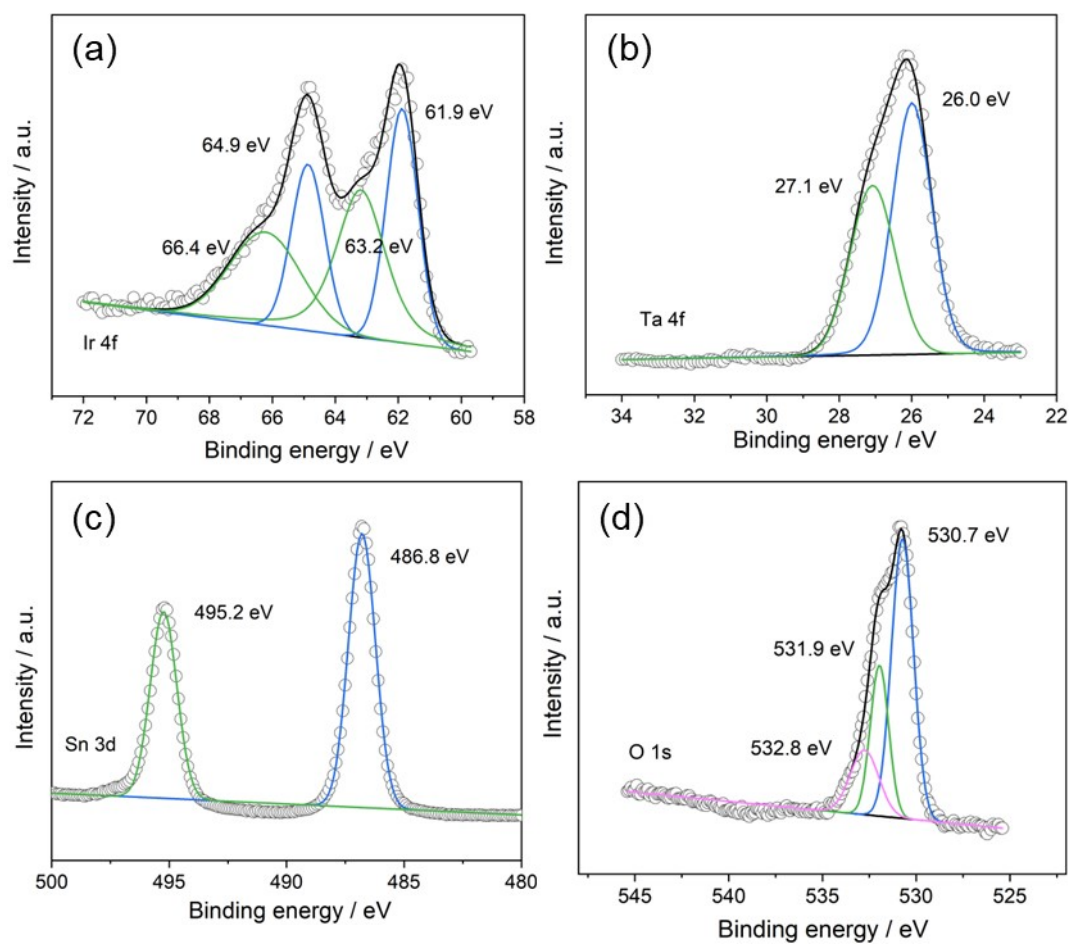 (a)
61.9 eV
64.9 eV
66.4 eV
63.2 eV
Ir 4f
Intensity / a.u.
72 70 68 66 64 62 60 58
Binding energy / eV
(b)
26.0 eV
27.1 eV
Ta 4f
Intensity / a.u.
34 32 30 28 26 24 22
Binding energy / eV
(c)
486.8 eV
495.2 eV
Sn 3d
Intensity / a.u.
500 495 490 485 480
Binding energy / eV
(d)
530.7 eV
531.9 eV
532.8 eV
O 1s
Intensity / a.u.
545 540 535 530 525
Binding energy / eV